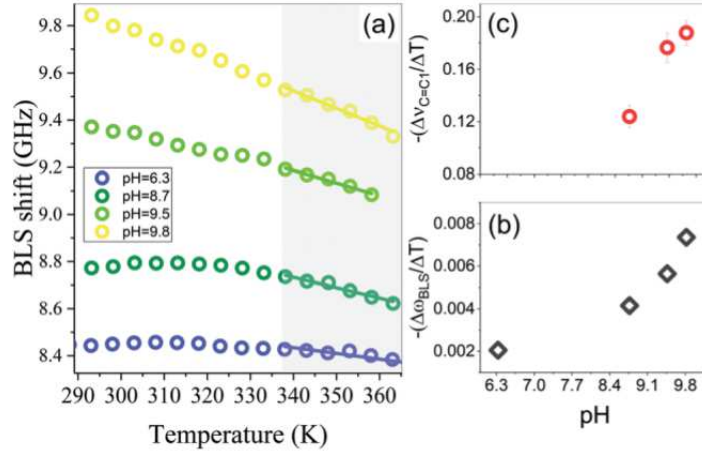 (a)
BLS shift (GHz)
9.8
9.6
9.4
9.2
9.0
8.8
8.6
8.4
pH=6.3
pH=8.7
pH=9.5
pH=9.8
290 300 310 320 330 340 350 360
Temperature (K)
(c)
-(Δν_C=C1/ΔT)
0.20
0.16
0.12
0.08
(b)
-(Δω_BLS/ΔT)
0.008
0.006
0.004
0.002
6.3 7.0 7.7 8.4 9.1 9.8
pH